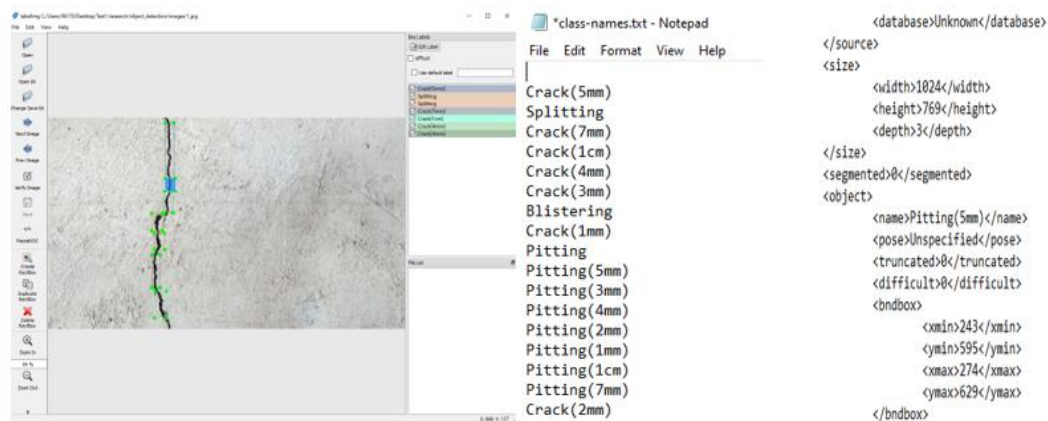 labelImg
File Edit View Help
Open
Open Dir
Change Save Dir
Next Image
Prev Image
Verify Image
Save
PascalVOC
Create
RectBox
Duplicate
RectBox
Delete
RectBox
Zoom In
Zoom Out
Box Labels
Edit Label
difficult
Use default label
Splitting
Splitting
File List
*class-names.txt - Notepad
File Edit Format View Help
Crack(5mm)
Splitting
Crack(7mm)
Crack(1cm)
Crack(4mm)
Crack(3mm)
Blistering
Crack(1mm)
Pitting
Pitting(5mm)
Pitting(3mm)
Pitting(4mm)
Pitting(2mm)
Pitting(1mm)
Pitting(1cm)
Pitting(7mm)
Crack(2mm)
<database>Unknown</database>
</source>
<size>
<width>1024</width>
<height>769</height>
<depth>3</depth>
</size>
<segmented>0</segmented>
<object>
<name>Pitting(5mm)</name>
<pose>Unspecified</pose>
<truncated>0</truncated>
<difficult>0</difficult>
<bndbox>
<xmin>243</xmin>
<ymin>595</ymin>
<xmax>274</xmax>
<ymax>629</ymax>
</bndbox>